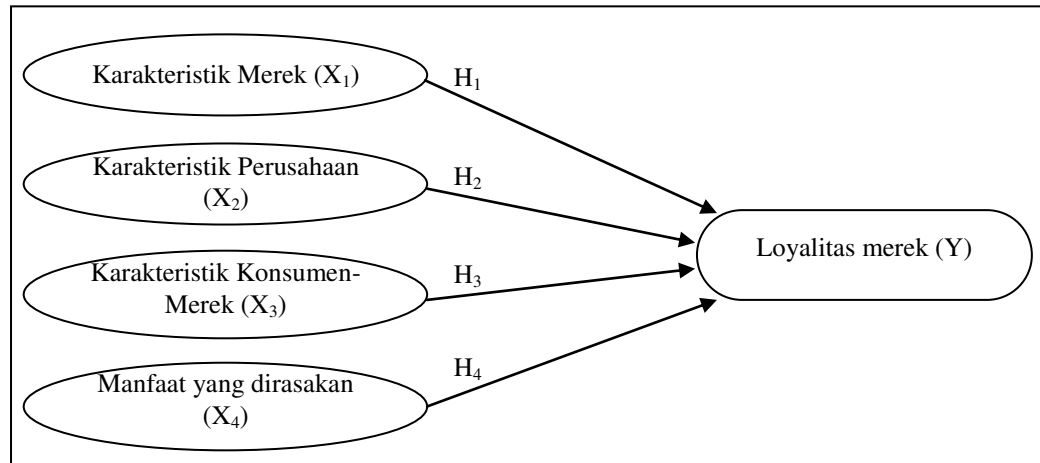 Karakteristik Merek (X₁)
H₁
Karakteristik Perusahaan
(X₂)
H₂
Loyalitas merek (Y)
Karakteristik Konsumen-
Merek (X₃)
H₃
Manfaat yang dirasakan
(X₄)
H₄